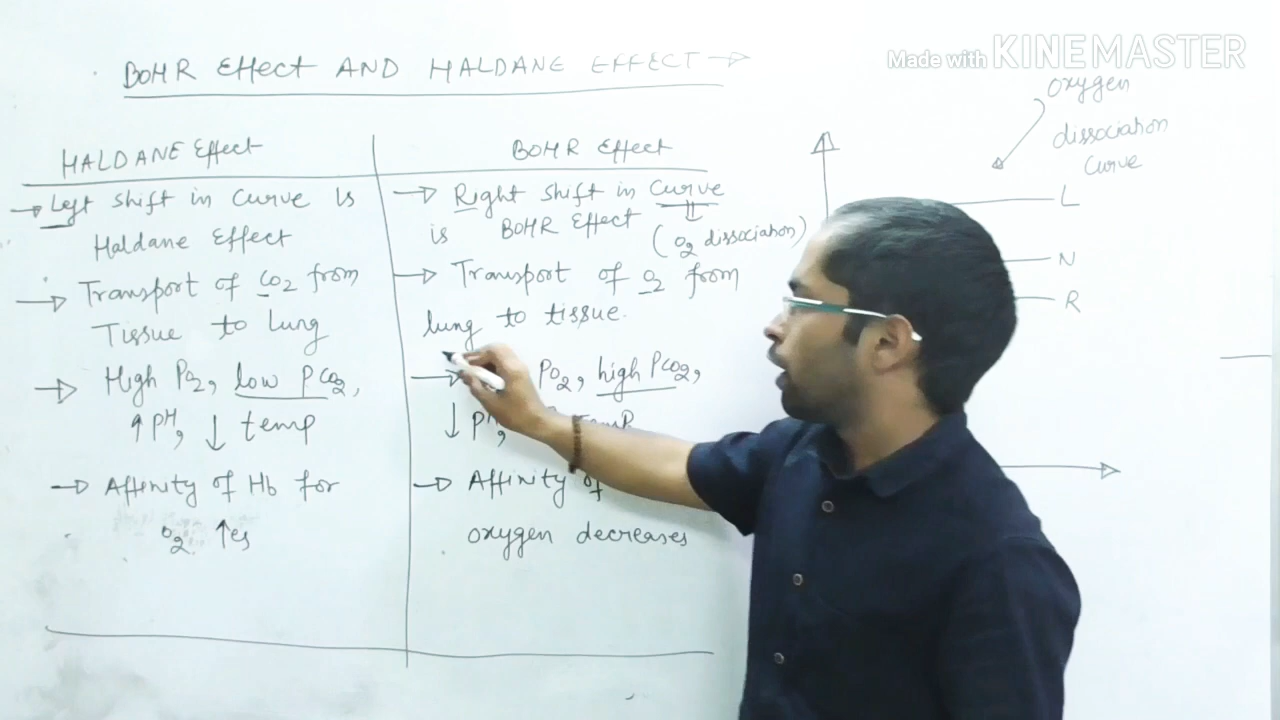 Made with KINEMASTER
BOHR Effect AND HALDANE EFFECT →
HALDANE Effect
→ Left shift in curve is
Haldane Effect
→ Transport of CO2 from
Tissue to Lung
→ High PO2, low PCO2,
↑ PH, ↓ temp
→ Affinity of Hb for
O2 ↑es
BOHR Effect
→ Right shift in curve
is BOHR Effect (O2 dissociation)
→ Transport of O2 from
lung to tissue.
→ PO2, high PCO2,
↓ PH, temp
→ Affinity of
oxygen decreases
oxygen
dissociation
curve
L
N
R